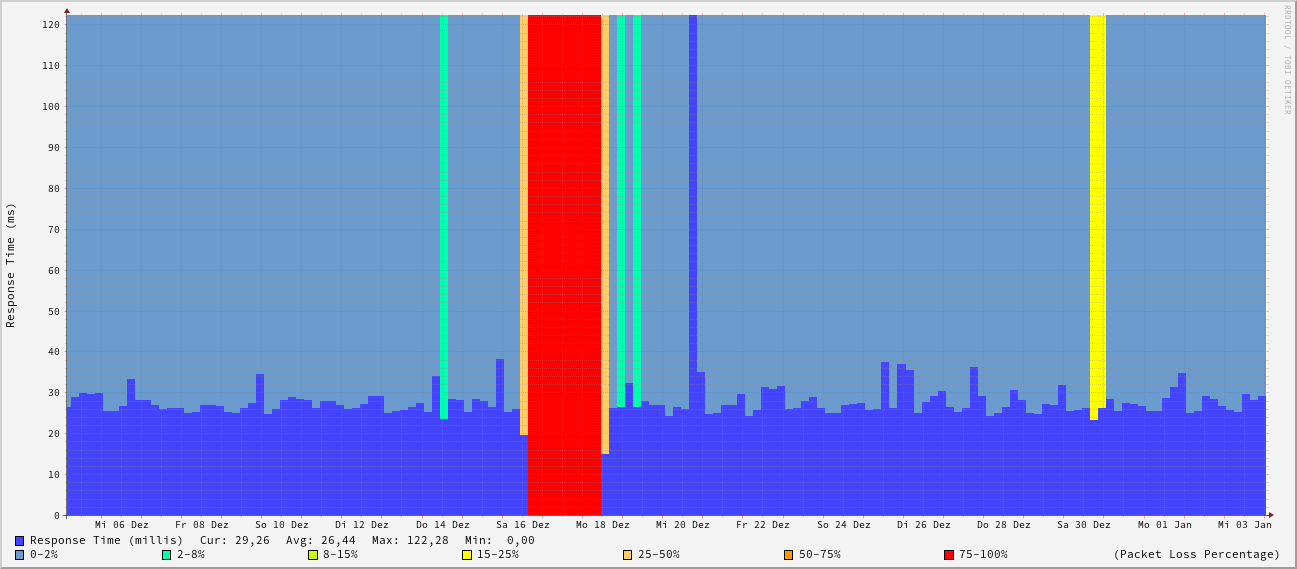 RRDTOOL / TOBI OETIKER
Response Time (ms)
120
110
100
90
80
70
60
50
40
30
20
10
0
Mi 06 Dez Fr 08 Dez So 10 Dez Di 12 Dez Do 14 Dez Sa 16 Dez Mo 18 Dez Mi 20 Dez Fr 22 Dez So 24 Dez Di 26 Dez Do 28 Dez Sa 30 Dez Mo 01 Jan Mi 03 Jan
Response Time (millis) Cur: 29,26 Avg: 26,44 Max: 122,28 Min: 0,00
0-2% 2-8% 8-15% 15-25% 25-50% 50-75% 75-100% (Packet Loss Percentage)